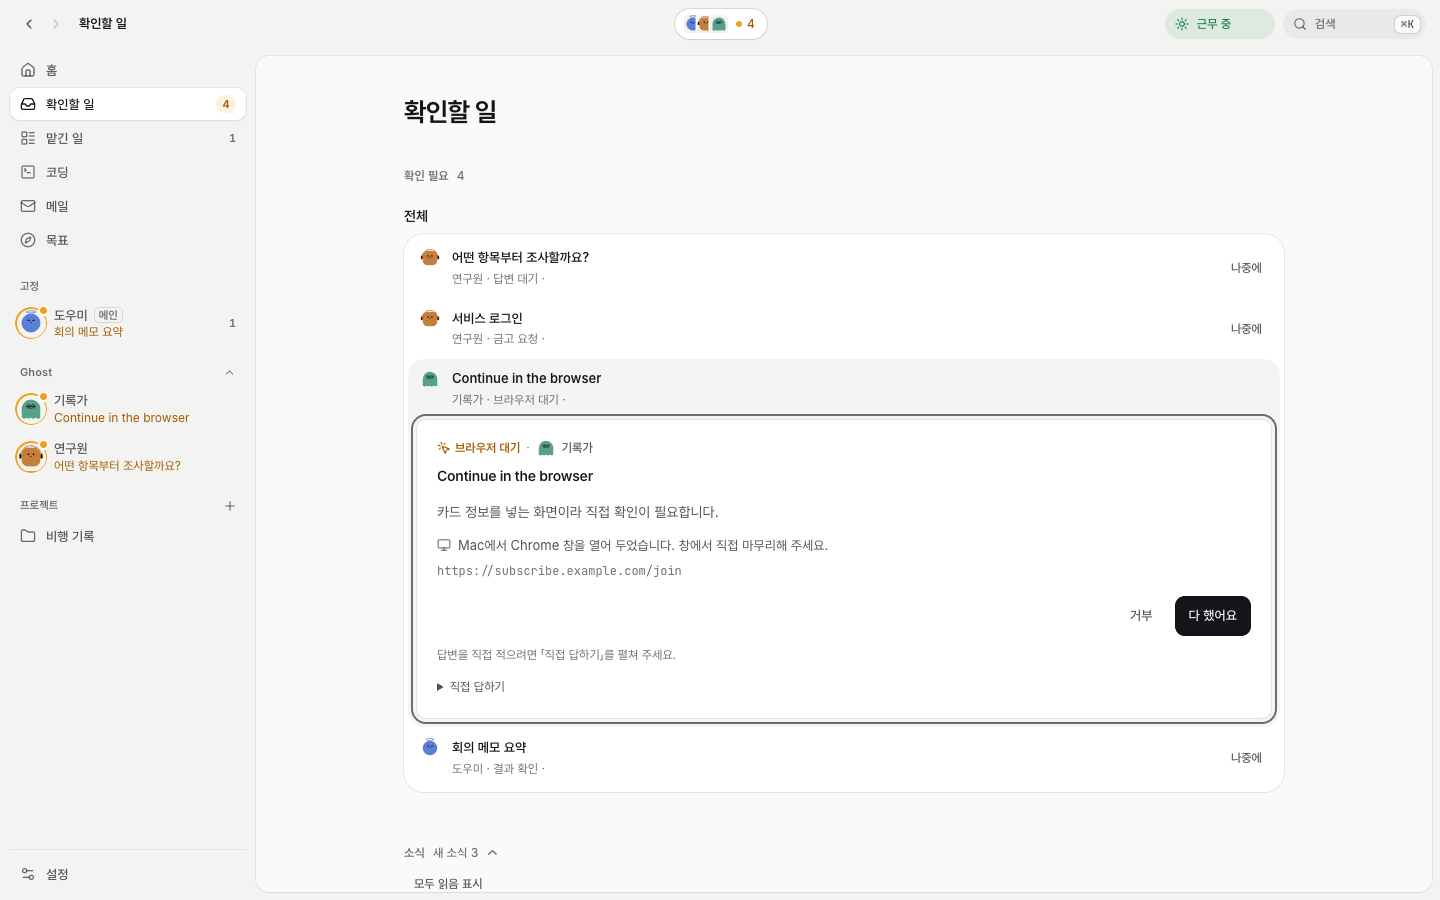 확인할 일
4
근무 중
검색
⌘K
홈
확인할 일
4
맡긴 일
1
코딩
메일
목표
고정
도우미 메인
회의 메모 요약
1
Ghost
기록가
Continue in the browser
연구원
어떤 항목부터 조사할까요?
프로젝트
비행 기록
설정
확인할 일
확인 필요 4
전체
어떤 항목부터 조사할까요?
연구원 · 답변 대기 ·
나중에
서비스 로그인
연구원 · 금고 요청 ·
나중에
Continue in the browser
기록가 · 브라우저 대기 ·
브라우저 대기 · 기록가
Continue in the browser
카드 정보를 넣는 화면이라 직접 확인이 필요합니다.
Mac에서 Chrome 창을 열어 두었습니다. 창에서 직접 마무리해 주세요.
https://subscribe.example.com/join
거부
다 했어요
답변을 직접 적으려면 「직접 답하기」를 펼쳐 주세요.
직접 답하기
회의 메모 요약
도우미 · 결과 확인 ·
나중에
소식 새 소식 3
모두 읽음 표시